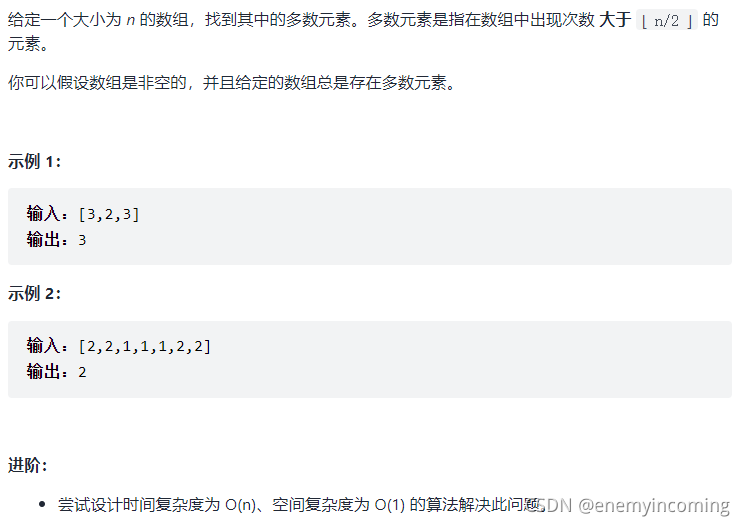 给定一个大小为 n 的数组，找到其中的多数元素。多数元素是指在数组中出现次数 大于 ⌊ n/2 ⌋ 的
元素。
你可以假设数组是非空的，并且给定的数组总是存在多数元素。
示例 1：
输入：[3,2,3]
输出：3
示例 2：
输入：[2,2,1,1,1,2,2]
输出：2
进阶：
• 尝试设计时间复杂度为 O(n)、空间复杂度为 O(1) 的算法解决此问题。
CSDN @enemyincoming